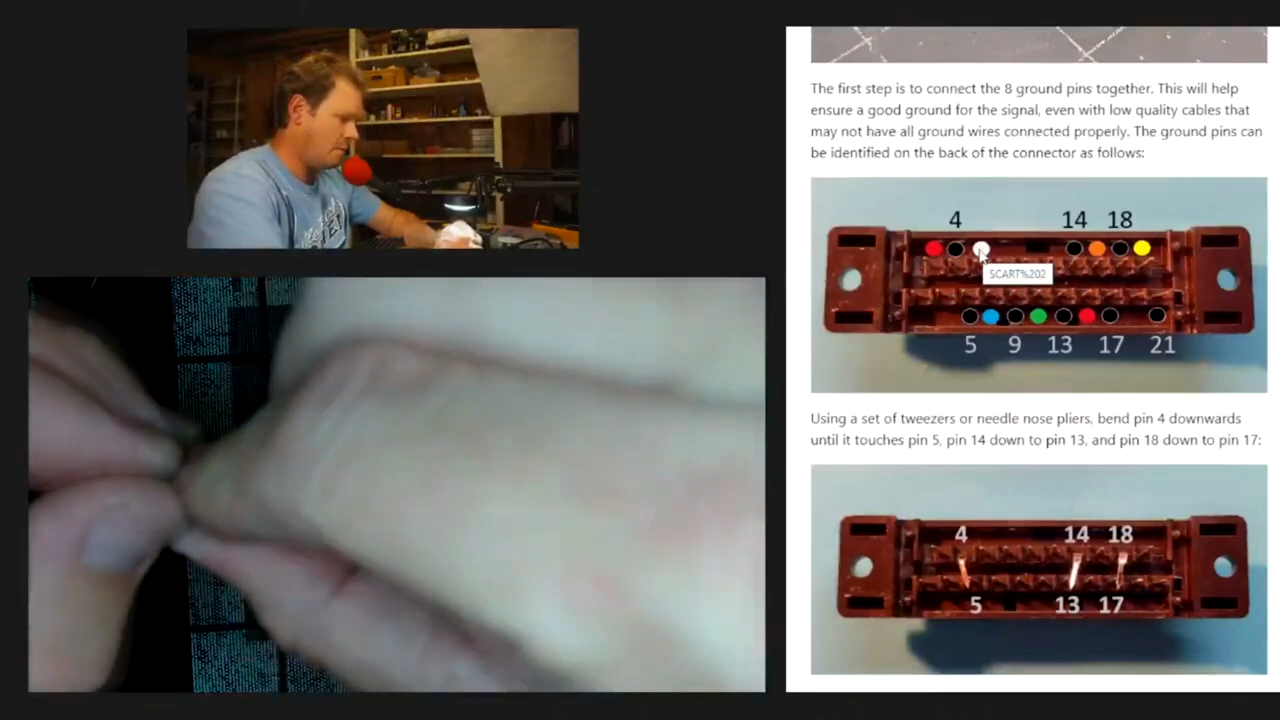 The first step is to connect the 8 ground pins together. This will help
ensure a good ground for the signal, even with low quality cables that
may not have all ground wires connected properly. The ground pins can
be identified on the back of the connector as follows:
4 14 18
SCART%202
5 9 13 17 21
Using a set of tweezers or needle nose pliers, bend pin 4 downwards
until it touches pin 5, pin 14 down to pin 13, and pin 18 down to pin 17:
4 14 18
5 13 17